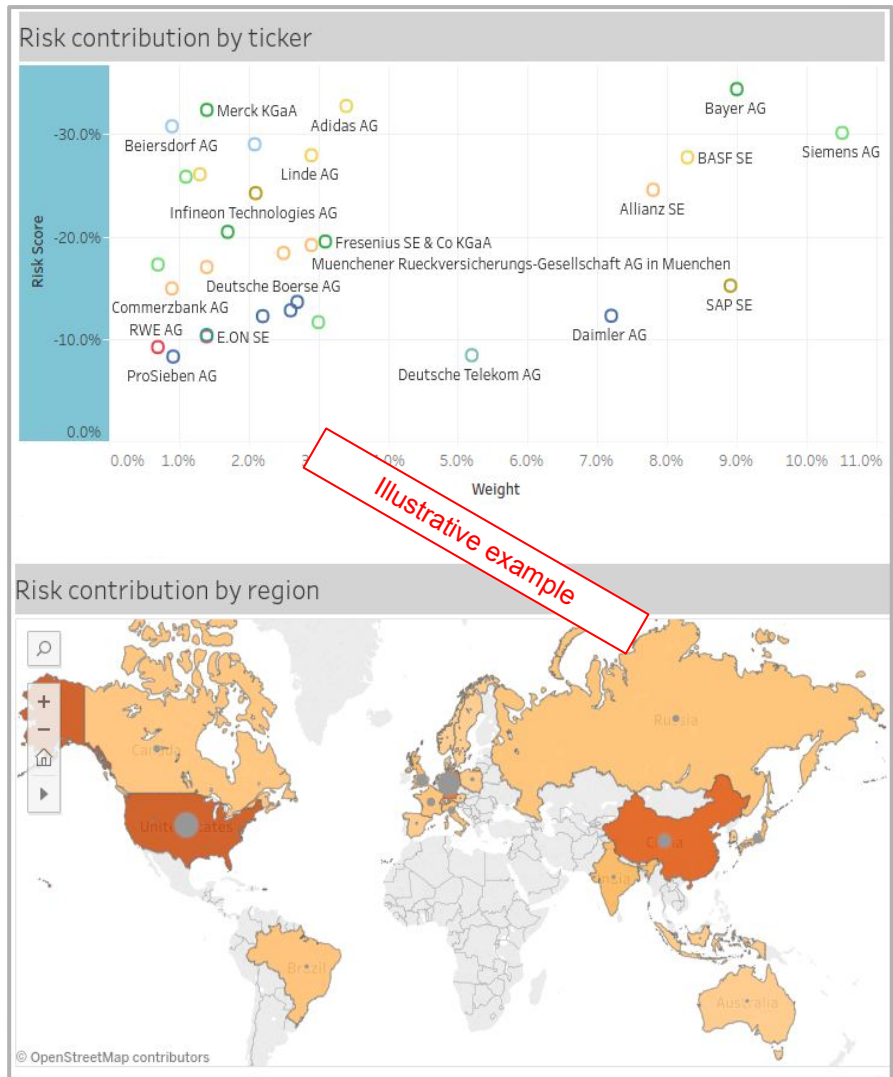 Risk contribution by ticker
Merck KGaA
Adidas AG
Bayer AG
-30.0%
Beiersdorf AG
Siemens AG
BASF SE
Linde AG
Allianz SE
Infineon Technologies AG
-20.0%
Fresenius SE & Co KGaA
Muenchener Rueckversicherungs-Gesellschaft AG in Muenchen
Deutsche Boerse AG
Commerzbank AG
SAP SE
RWE AG
E.ON SE
Daimler AG
-10.0%
ProSieben AG
Deutsche Telekom AG
0.0%
Risk Score
0.0% 1.0% 2.0% 5.0% 6.0% 7.0% 8.0% 9.0% 10.0% 11.0%
Weight
Illustrative example
Risk contribution by region
+
−
Canada
Russia
United States
China
India
Brazil
Australia
© OpenStreetMap contributors